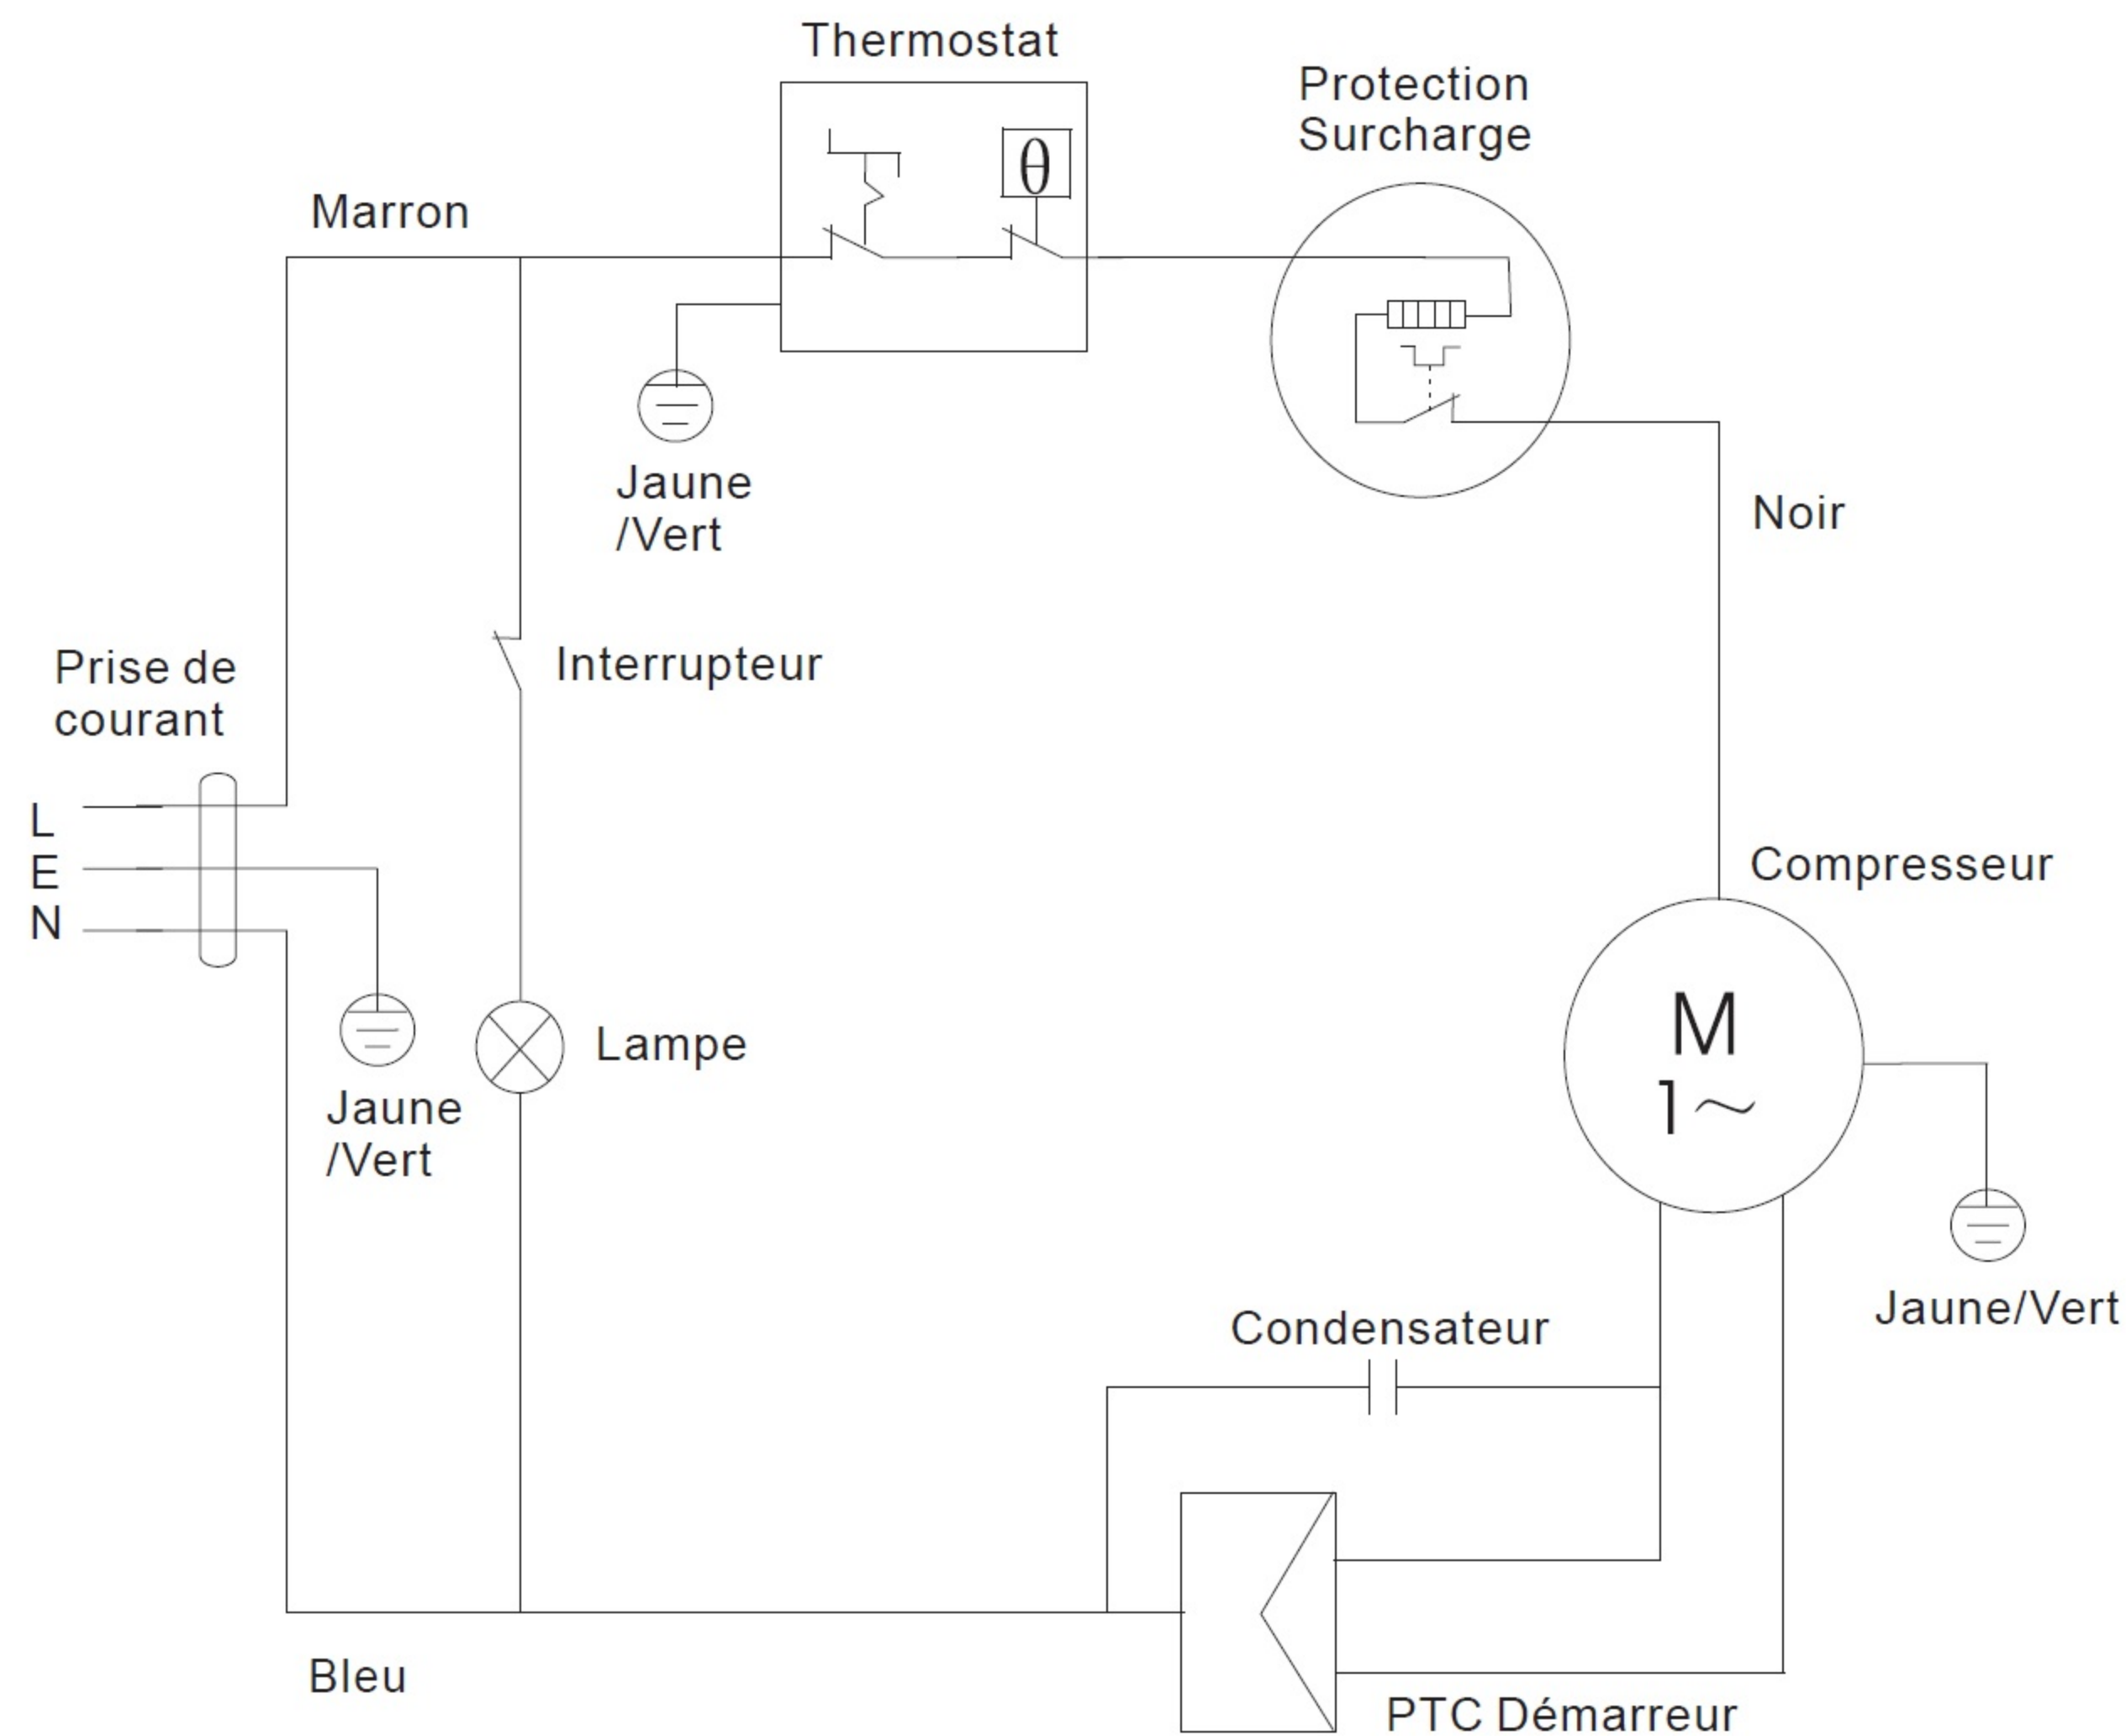 Thermostat
Protection
Surcharge
θ
Marron
Jaune
/Vert
Noir
Interrupteur
Prise de
courant
L
E
N
Compresseur
M
1~
Lampe
Jaune
/Vert
Jaune/Vert
Condensateur
Bleu
PTC Démarreur